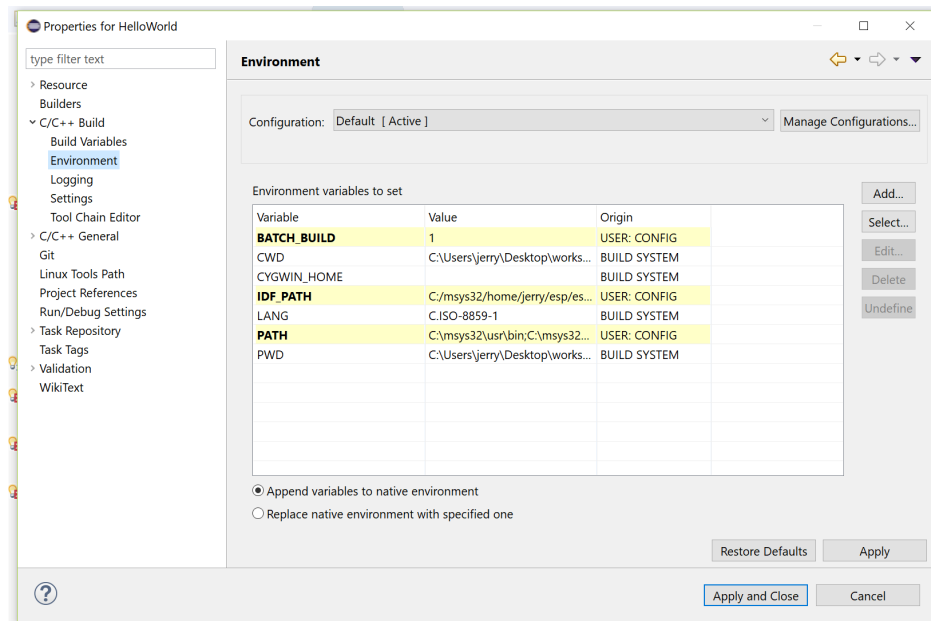 Properties for HelloWorld
type filter text
Environment
Resource
Builders
C/C++ Build
Build Variables
Environment
Logging
Settings
Tool Chain Editor
C/C++ General
Git
Linux Tools Path
Project References
Run/Debug Settings
Task Repository
Task Tags
Validation
WikiText
Configuration: Default [ Active ] Manage Configurations...
Environment variables to set
Variable Value Origin
BATCH_BUILD 1 USER: CONFIG
CWD C:\Users\jerry\Desktop\works... BUILD SYSTEM
CYGWIN_HOME BUILD SYSTEM
IDF_PATH C:/msys32/home/jerry/esp/es... USER: CONFIG
LANG C.ISO-8859-1 BUILD SYSTEM
PATH C:\msys32\usr\bin;C:\msys32... USER: CONFIG
PWD C:\Users\jerry\Desktop\works... BUILD SYSTEM
Add...
Select...
Edit...
Delete
Undefine
Append variables to native environment
Replace native environment with specified one
Restore Defaults Apply
? Apply and Close Cancel